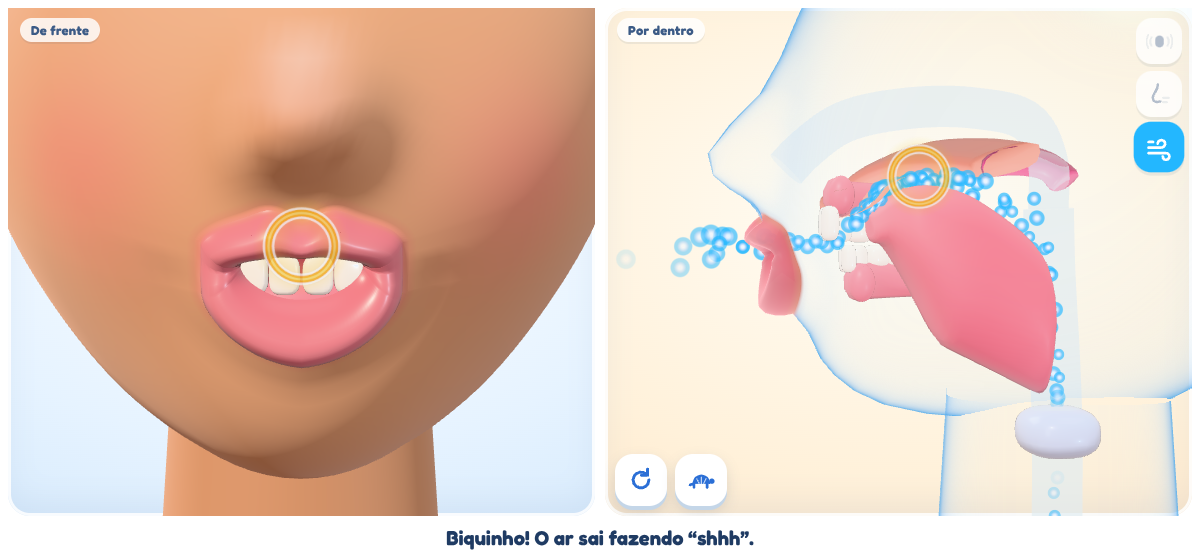 De frente
Por dentro
Biquinho! O ar sai fazendo “shhh”.